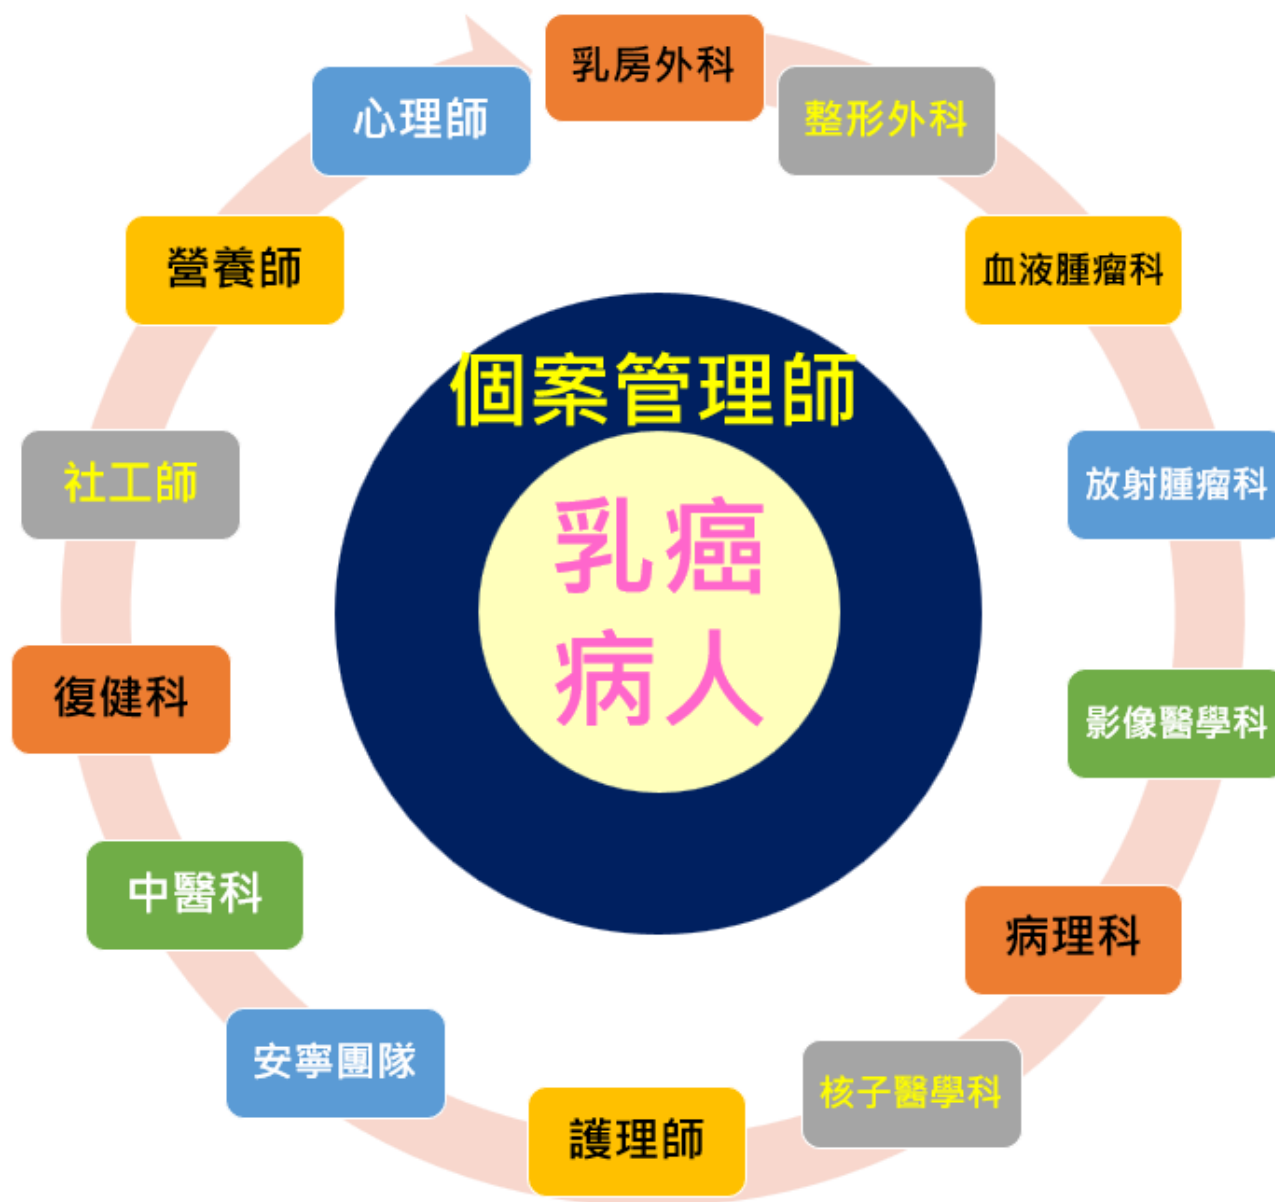 乳房外科
整形外科
血液腫瘤科
放射腫瘤科
影像醫學科
病理科
核子醫學科
護理師
安寧團隊
中醫科
復健科
社工師
營養師
心理師
個案管理師
乳癌
病人